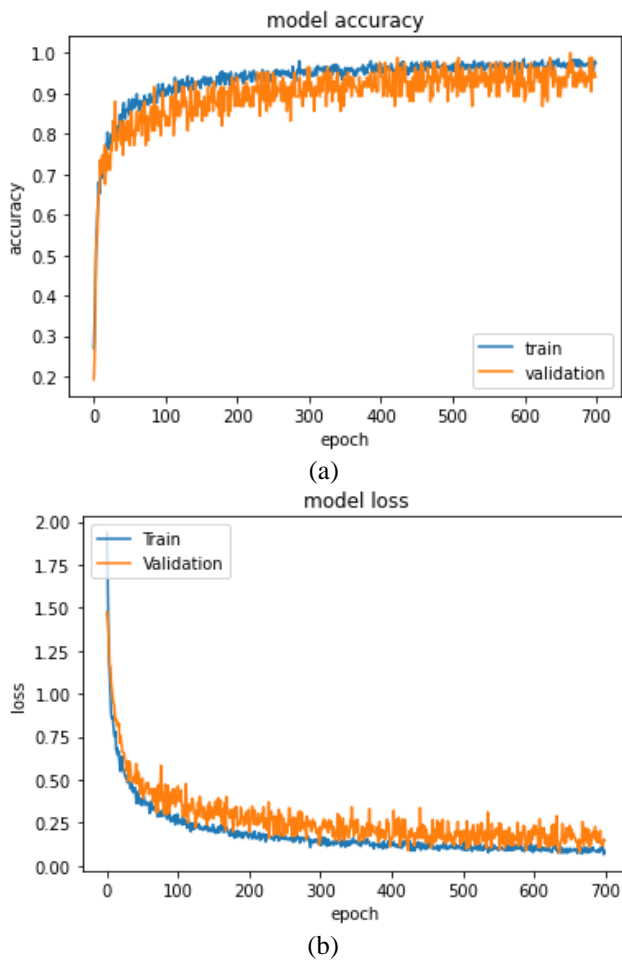 model accuracy
1.0
0.9
0.8
0.7
0.6
0.5
0.4
0.3
0.2
accuracy
train
validation
0 100 200 300 400 500 600 700
epoch
(a)
model loss
2.00
1.75
1.50
1.25
1.00
0.75
0.50
0.25
0.00
loss
Train
Validation
0 100 200 300 400 500 600 700
epoch
(b)